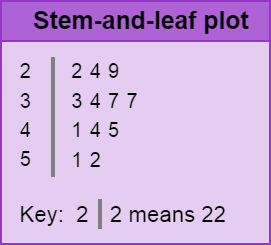 Stem-and-leaf plot
2 | 2 4 9
3 | 3 4 7 7
4 | 1 4 5
5 | 1 2
Key: 2 | 2 means 22